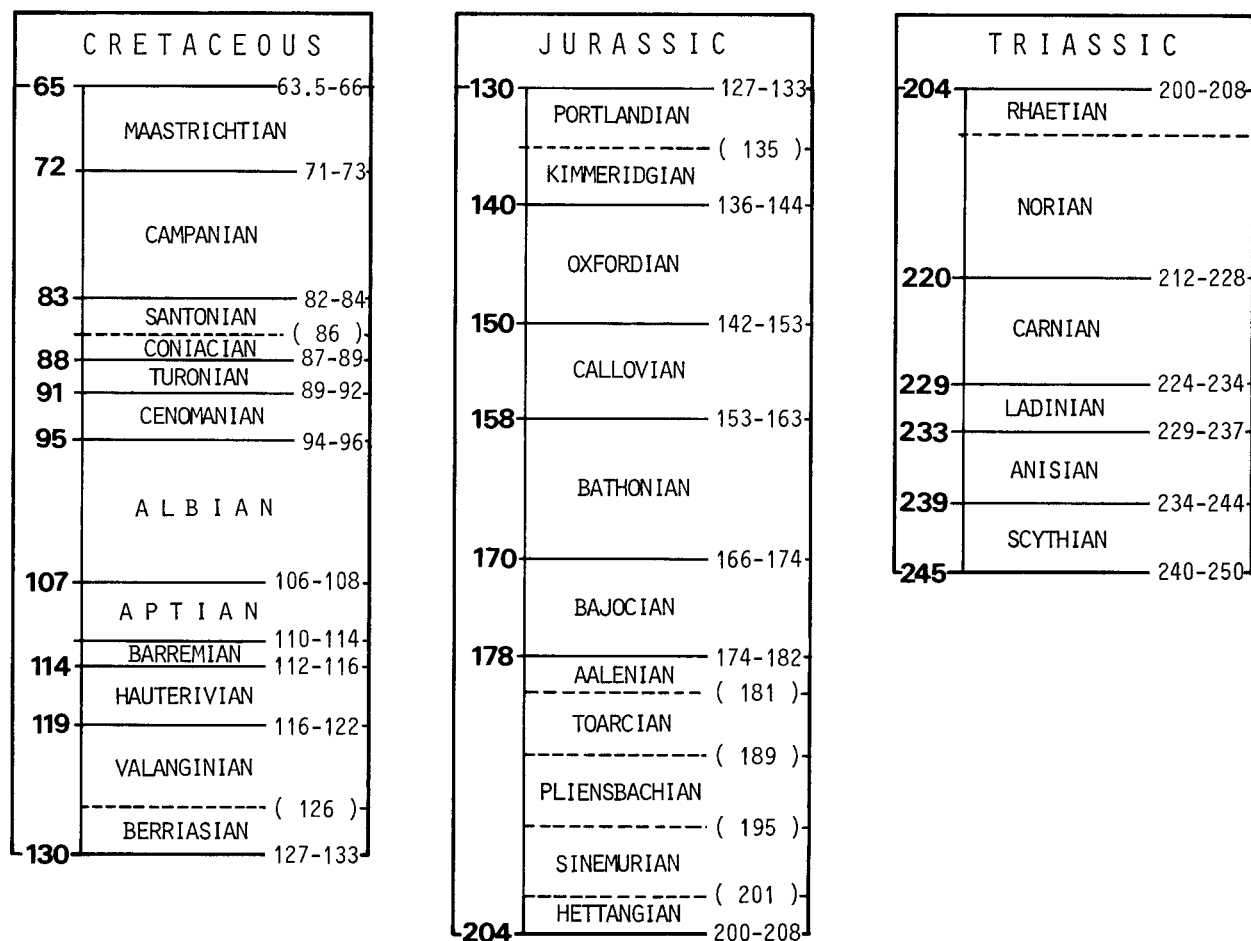 CRETACEOUS
65 63.5-66
MAASTRICHTIAN
72 71-73
CAMPANIAN
83 82-84
SANTONIAN
( 86 )
CONIACIAN
88 87-89
TURONIAN
91 89-92
CENOMANIAN
95 94-96
ALBIAN
107 106-108
APTIAN
110-114
BARREMIAN
114 112-116
HAUTERIVIAN
119 116-122
VALANGINIAN
( 126 )
BERRIASIAN
130 127-133
JURASSIC
130 127-133
PORTLANDIAN
( 135 )
KIMMERIDGIAN
140 136-144
OXFORDIAN
150 142-153
CALLOVIAN
158 153-163
BATHONIAN
170 166-174
BAJOCIAN
178 174-182
AALENIAN
( 181 )
TOARCIAN
( 189 )
PLIENSBACHIAN
( 195 )
SINEMURIAN
( 201 )
HETTANGIAN
204 200-208
TRIASSIC
204 200-208
RHAETIAN
NORIAN
220 212-228
CARNIAN
229 224-234
LADINIAN
233 229-237
ANISIAN
239 234-244
SCYTHIAN
245 240-250